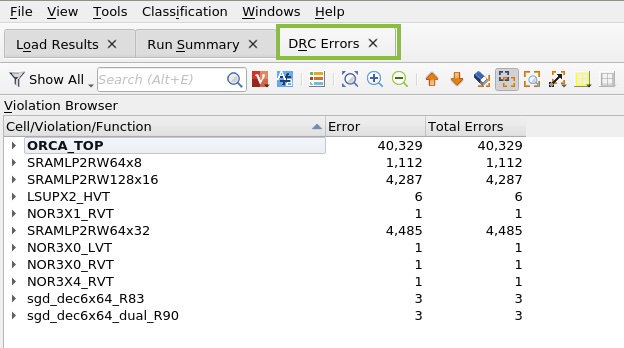 File View Tools Classification Windows Help
Load Results × Run Summary × DRC Errors ×
Show All Search (Alt+E)
Violation Browser
Cell/Violation/Function Error Total Errors
ORCA_TOP 40,329 40,329
SRAMLP2RW64x8 1,112 1,112
SRAMLP2RW128x16 4,287 4,287
LSUPX2_HVT 6 6
NOR3X1_RVT 1 1
SRAMLP2RW64x32 4,485 4,485
NOR3X0_LVT 1 1
NOR3X0_RVT 1 1
NOR3X4_RVT 1 1
sgd_dec6x64_R83 3 3
sgd_dec6x64_dual_R90 3 3